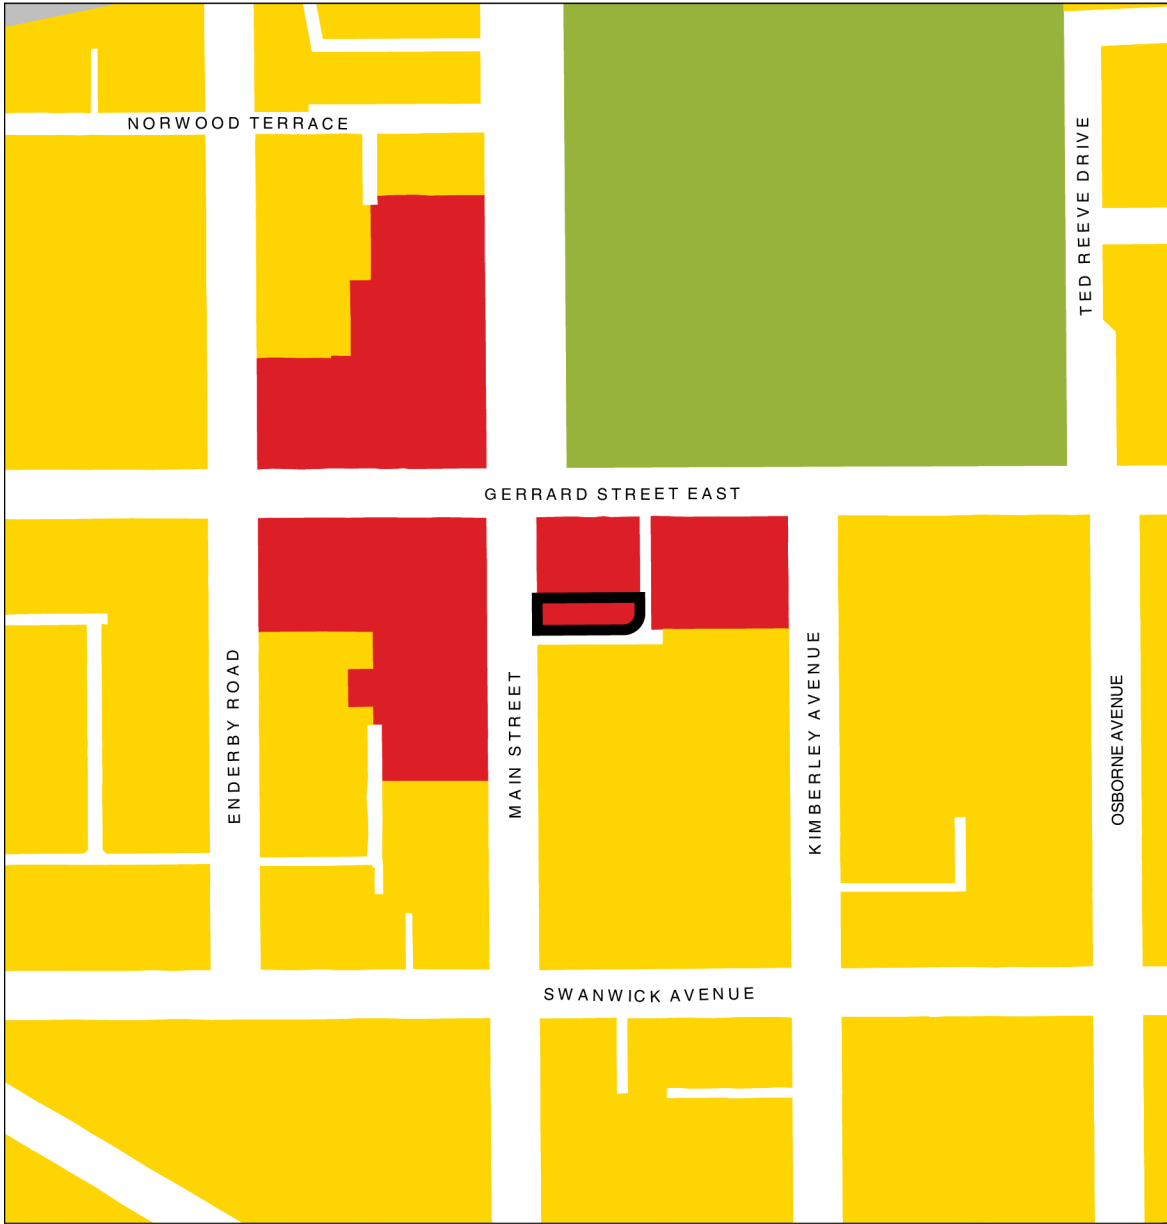 NORWOOD TERRACE
TED REEVE DRIVE
GERRARD STREET EAST
ENDERBY ROAD
MAIN STREET
KIMBERLEY AVENUE
OSBORNE AVENUE
SWANWICK AVENUE